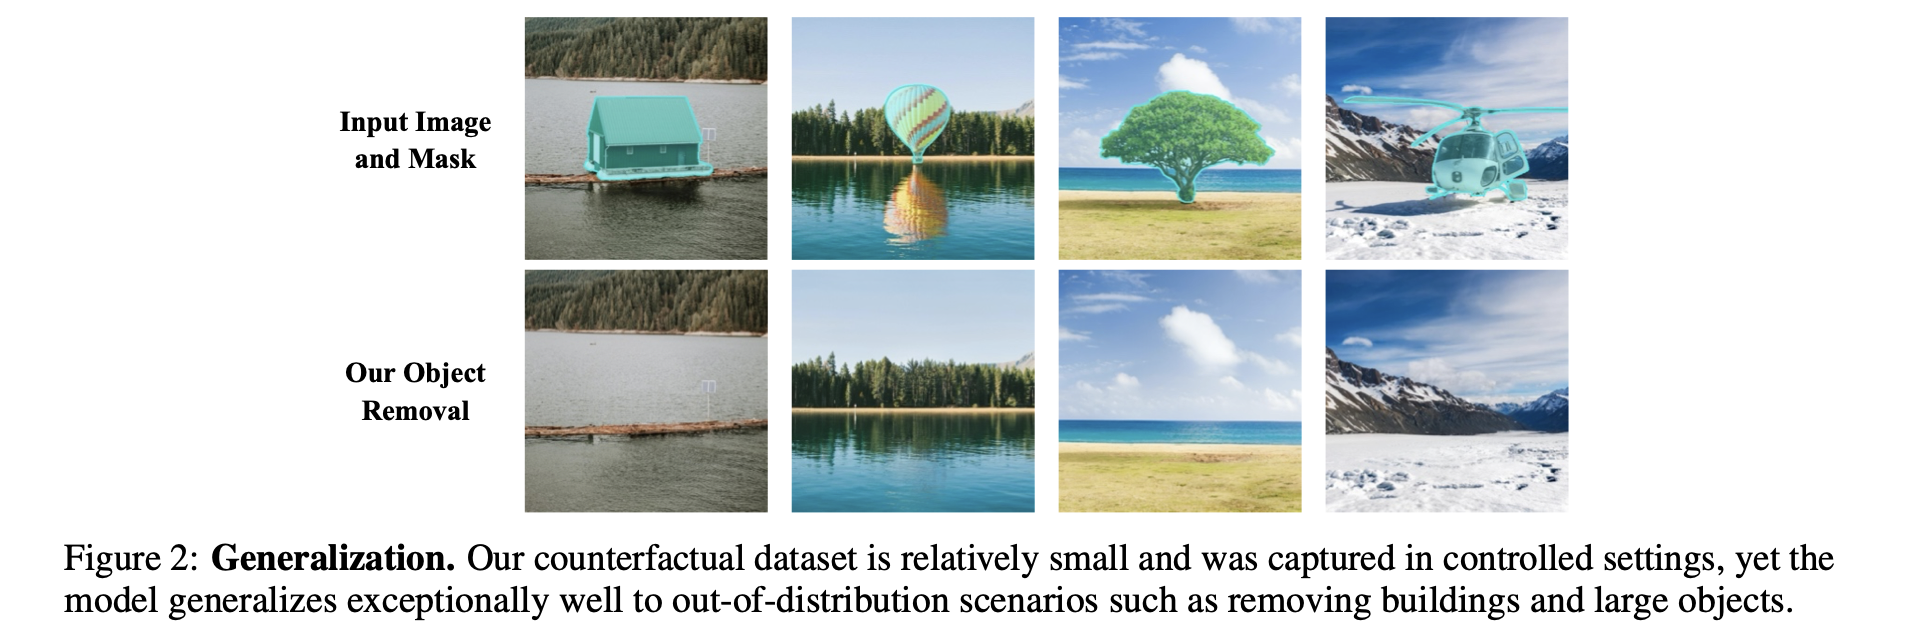 Input Image
and Mask
Our Object
Removal
Figure 2: Generalization. Our counterfactual dataset is relatively small and was captured in controlled settings, yet the
model generalizes exceptionally well to out-of-distribution scenarios such as removing buildings and large objects.